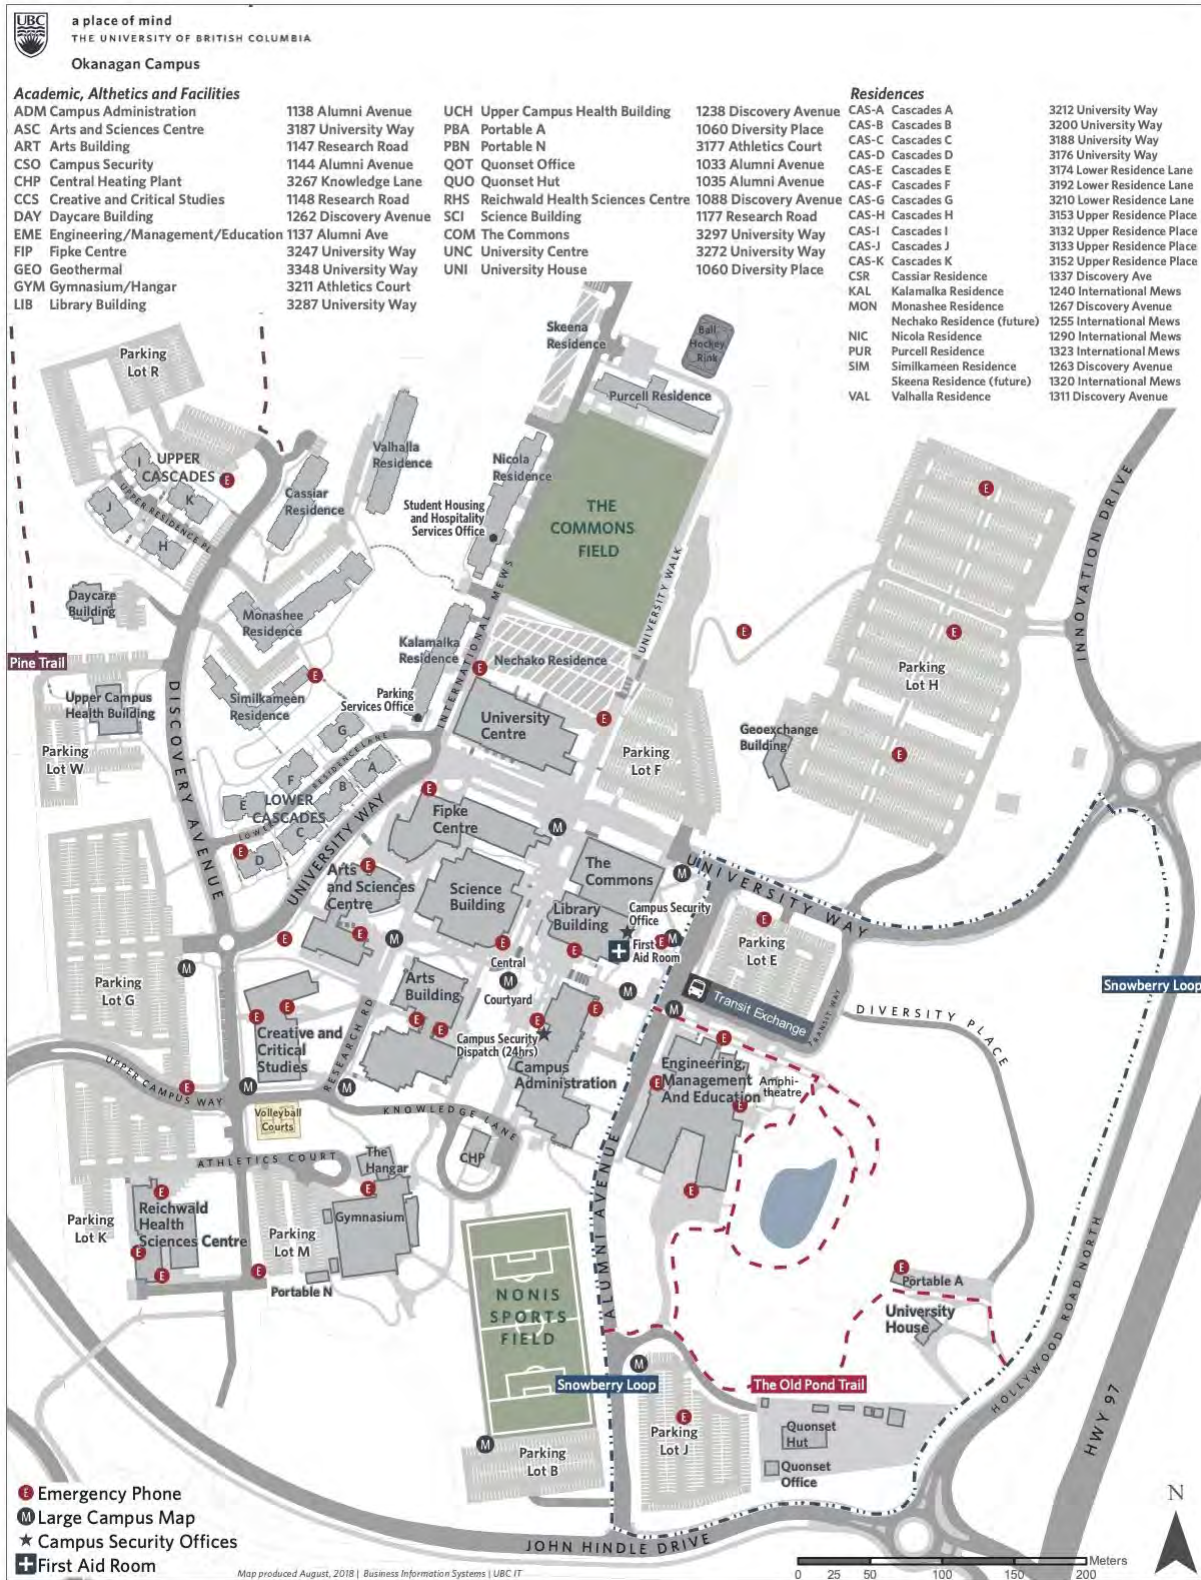 UBC
a place of mind
THE UNIVERSITY OF BRITISH COLUMBIA
Okanagan Campus
Academic, Althetics and Facilities
ADM Campus Administration 1138 Alumni Avenue
ASC Arts and Sciences Centre 3187 University Way
ART Arts Building 1147 Research Road
CSO Campus Security 1144 Alumni Avenue
CHP Central Heating Plant 3267 Knowledge Lane
CCS Creative and Critical Studies 1148 Research Road
DAY Daycare Building 1262 Discovery Avenue
EME Engineering/Management/Education 1137 Alumni Ave
FIP Fipke Centre 3247 University Way
GEO Geothermal 3348 University Way
GYM Gymnasium/Hangar 3211 Athletics Court
LIB Library Building 3287 University Way
UCH Upper Campus Health Building 1238 Discovery Avenue
PBA Portable A 1060 Diversity Place
PBN Portable N 3177 Athletics Court
QOT Quonset Office 1033 Alumni Avenue
QUO Quonset Hut 1035 Alumni Avenue
RHS Reichwald Health Sciences Centre 1088 Discovery Avenue
SCI Science Building 1177 Research Road
COM The Commons 3297 University Way
UNC University Centre 3272 University Way
UNI University House 1060 Diversity Place
Residences
CAS-A Cascades A 3212 University Way
CAS-B Cascades B 3200 University Way
CAS-C Cascades C 3188 University Way
CAS-D Cascades D 3176 University Way
CAS-E Cascades E 3174 Lower Residence Lane
CAS-F Cascades F 3192 Lower Residence Lane
CAS-G Cascades G 3210 Lower Residence Lane
CAS-H Cascades H 3153 Upper Residence Place
CAS-I Cascades I 3132 Upper Residence Place
CAS-J Cascades J 3133 Upper Residence Place
CAS-K Cascades K 3152 Upper Residence Place
CSR Cassiar Residence 1337 Discovery Ave
KAL Kalamalka Residence 1240 International Mews
MON Monashee Residence 1267 Discovery Avenue
Nechako Residence (future) 1255 International Mews
NIC Nicola Residence 1290 International Mews
PUR Purcell Residence 1323 International Mews
SIM Similkameen Residence 1263 Discovery Avenue
Skeena Residence (future) 1320 International Mews
VAL Valhalla Residence 1311 Discovery Avenue
Skeena
Residence
Ball
Hockey
Rink
Parking
Lot R
Purcell Residence
Valhalla
Residence
Nicola
Residence
UPPER
CASCADES
I
K
J
H
UPPER RESIDENCE PL
Cassiar
Residence
Student Housing
and Hospitality
Services Office
THE
COMMONS
FIELD
INNOVATION DRIVE
Daycare
Building
Monashee
Residence
INTERNATIONAL MEWS
UNIVERSITY WALK
Kalamalka
Residence
Nechako Residence
Parking
Lot H
Pine Trail
Upper Campus
Health Building
DISCOVERY AVENUE
Similkameen
Residence
Parking
Services Office
University
Centre
Geoexchange
Building
Parking
Lot W
Parking
Lot F
G
F
A
B
E
C
D
LOWER
CASCADES
LOWER RESIDENCE LANE
UNIVERSITY WAY
Fipke
Centre
Arts
and Sciences
Centre
Science
Building
The
Commons
UNIVERSITY WAY
Library
Building
Campus Security
Office
First
Aid Room
Parking
Lot E
Central
Courtyard
Parking
Lot G
Arts
Building
Snowberry Loop
Transit Exchange
TRANSIT WAY
DIVERSITY PLACE
Creative and
Critical
Studies
RESEARCH RD
Campus Security
Dispatch (24hrs)
Campus
Administration
Engineering,
Management
And Education
Amphi-
theatre
UPPER CAMPUS WAY
Volleyball
Courts
KNOWLEDGE LANE
CHP
ATHLETICS COURT
The
Hangar
Gymnasium
Reichwald
Health
Sciences Centre
Parking
Lot K
Parking
Lot M
Portable N
ALUMNI AVENUE
NONIS
SPORTS
FIELD
Portable A
University
House
HOLLYWOOD ROAD NORTH
HWY 97
Snowberry Loop
The Old Pond Trail
Parking
Lot J
Parking
Lot B
Quonset
Hut
Quonset
Office
JOHN HINDLE DRIVE
E Emergency Phone
M Large Campus Map
Campus Security Offices
First Aid Room
Map produced August, 2018 | Business Information Systems | UBC IT
N
Meters
0 25 50 100 150 200